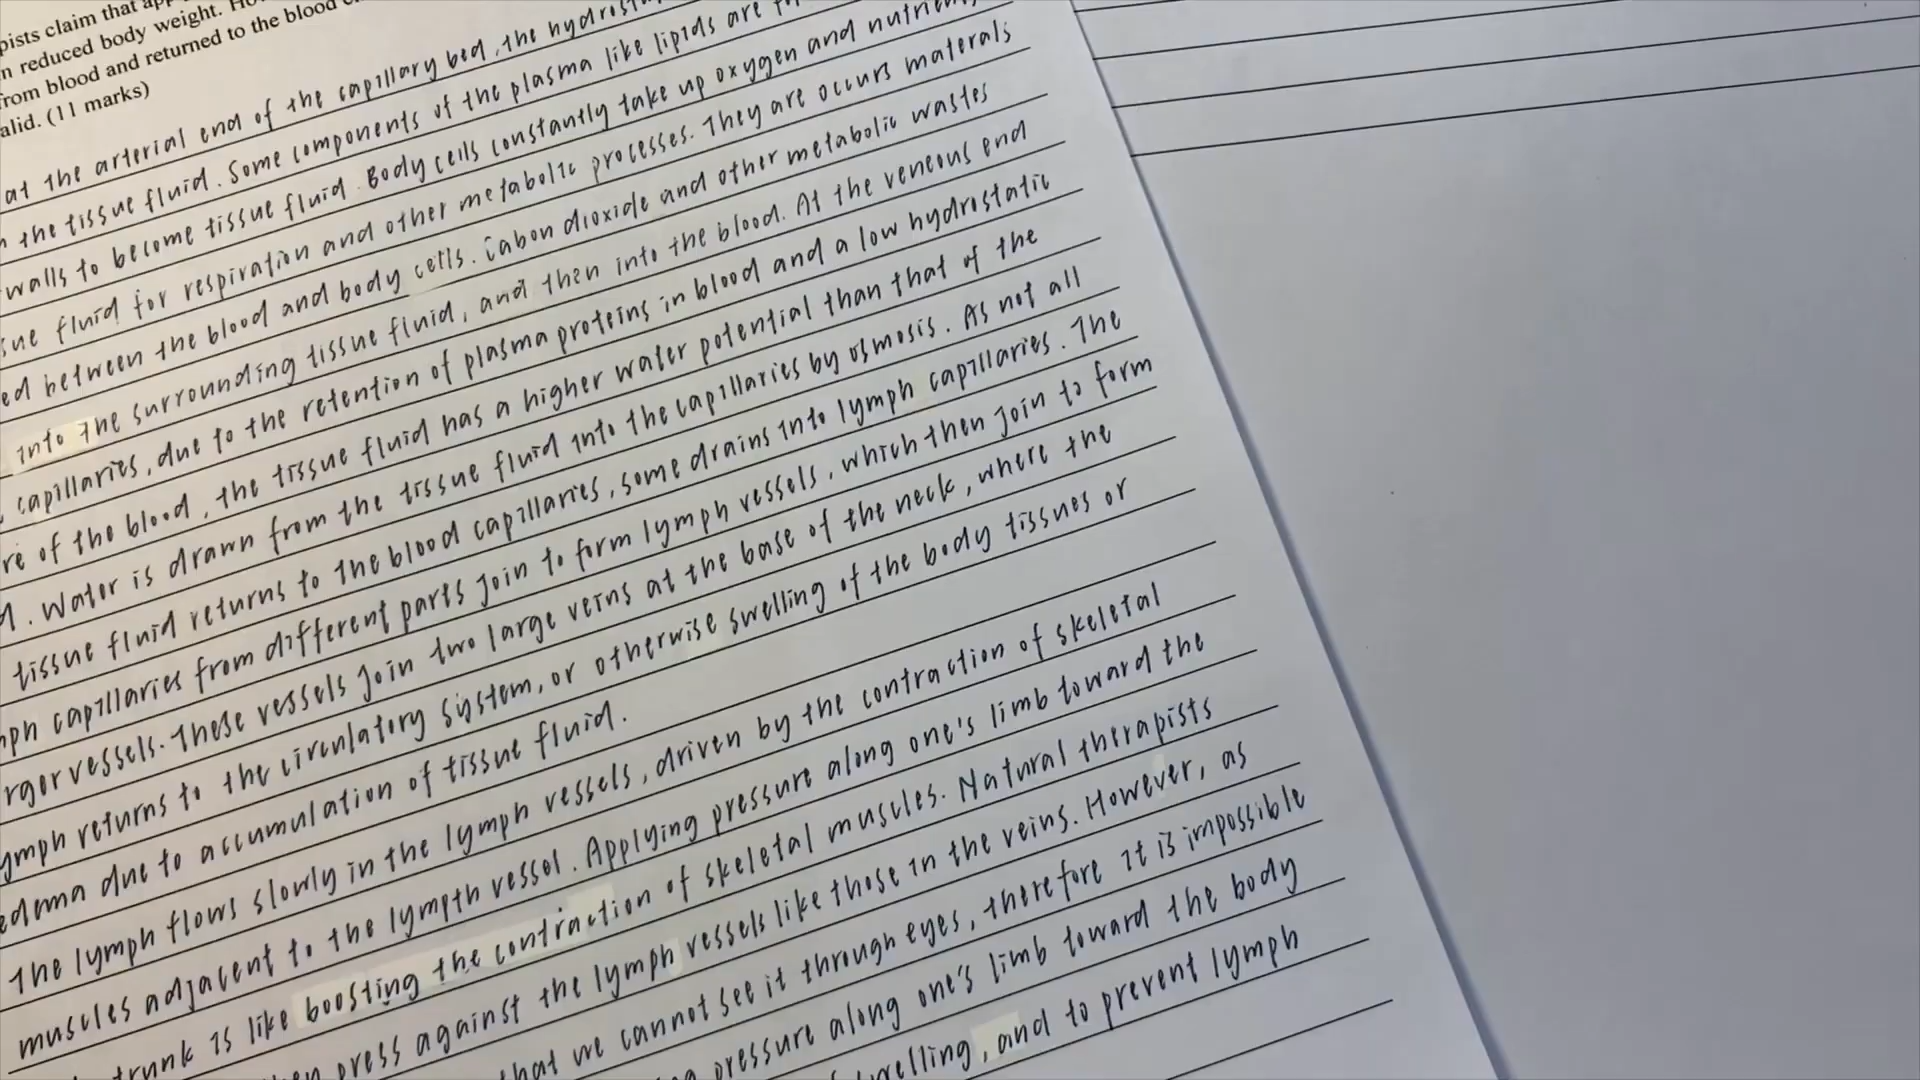 pists claim that app
n reduced body weight. Ho
from blood and returned to the blood c
alid. (11 marks)
at the arterial end of the capillary bed, the hydrost
n the tissue fluid. Some components of the plasma like lipids are
walls to become tissue fluid. Body cells constantly take up oxygen and nutrien
sue fluid for respiration and other metabolic processes. They are occurs materals
ed between the blood and body cells. Cabon dioxide and other metabolic wastes
into the surrounding tissue fluid, and then into the blood. At the veneous end
capillaries, due to the retention of plasma proteins in blood and a low hydrostatic
re of the blood, the tissue fluid has a higher water potential than that of the
. Water is drawn from the tissue fluid into the capillaries by osmosis. As not all
tissue fluid returns to the blood capillaries, some drains into lymph capillaries. The
ph capillaries from different parts join to form lymph vessels, which then join to form
rger vessels. These vessels join two large veins at the base of the neck, where the
ymph returns to the circulatory system, or otherwise swelling of the body tissues or
edema due to accumulation of tissue fluid.
The lymph flows slowly in the lymph vessels, driven by the contraction of skeletal
muscles adjacent to the lympth vessel. Applying pressure along one's limb toward the
trunk is like boosting the contraction of skeletal muscles. Natural therapists
en press against the lymph vessels like those in the veins. However, as
that we cannot see it through eyes, therefore it is impossible
pressure along one's limb toward the body
welling, and to prevent lymph